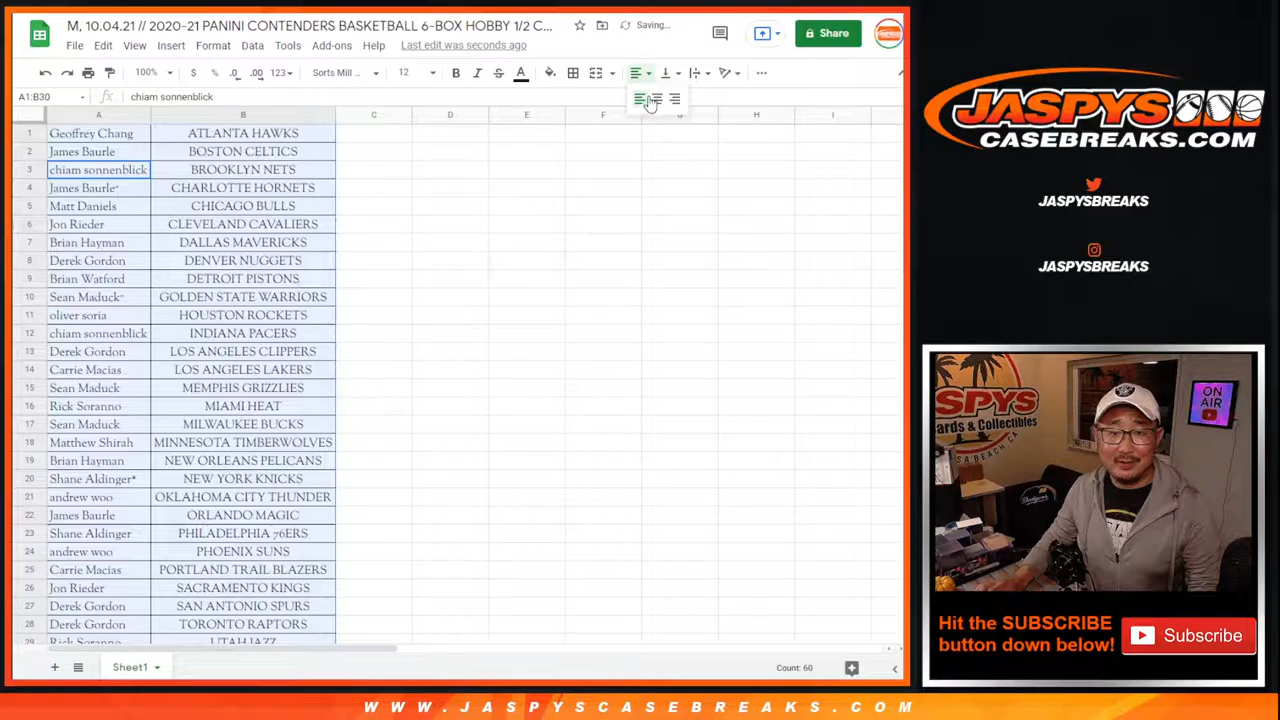 M, 10.04.21 // 2020-21 PANINI CONTENDERS BASKETBALL 6-BOX HOBBY 1/2 C...
Saving...
Share
File Edit View Insert Format Data Tools Add-ons Help Last edit was seconds ago
100% $ % .0 .00 123 Sorts Mill ... 12 B I S A
A1:B30 fx chiam sonnenblick
A B C D E F G H I
1 Geoffrey Chang ATLANTA HAWKS
2 James Baurle BOSTON CELTICS
3 chiam sonnenblick BROOKLYN NETS
4 James Baurle~ CHARLOTTE HORNETS
5 Matt Daniels CHICAGO BULLS
6 Jon Rieder CLEVELAND CAVALIERS
7 Brian Hayman DALLAS MAVERICKS
8 Derek Gordon DENVER NUGGETS
9 Brian Watford DETROIT PISTONS
10 Sean Maduck~ GOLDEN STATE WARRIORS
11 oliver soria HOUSTON ROCKETS
12 chiam sonnenblick INDIANA PACERS
13 Derek Gordon LOS ANGELES CLIPPERS
14 Carrie Macias LOS ANGELES LAKERS
15 Sean Maduck MEMPHIS GRIZZLIES
16 Rick Soranno MIAMI HEAT
17 Sean Maduck MILWAUKEE BUCKS
18 Matthew Shirah MINNESOTA TIMBERWOLVES
19 Brian Hayman NEW ORLEANS PELICANS
20 Shane Aldinger* NEW YORK KNICKS
21 andrew woo OKLAHOMA CITY THUNDER
22 James Baurle ORLANDO MAGIC
23 Shane Aldinger PHILADELPHIA 76ERS
24 andrew woo PHOENIX SUNS
25 Carrie Macias PORTLAND TRAIL BLAZERS
26 Jon Rieder SACRAMENTO KINGS
27 Derek Gordon SAN ANTONIO SPURS
28 Derek Gordon TORONTO RAPTORS
29 Rick Soranno UTAH JAZZ
Sheet1
Count: 60
JASPYS
CASEBREAKS.COM
JASPYSBREAKS
JASPYSBREAKS
ON
AIR
Hit the SUBSCRIBE
button down below!
Subscribe
WWW.JASPYSCASEBREAKS.COM